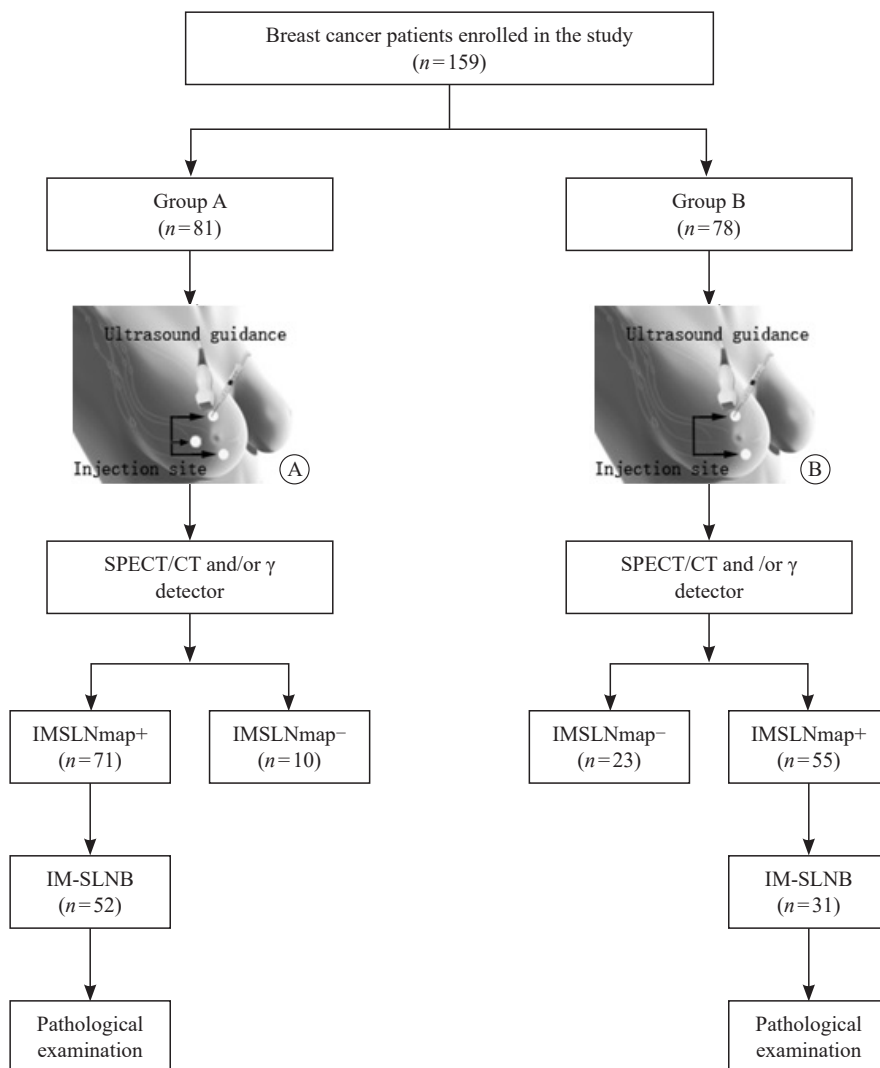 Breast cancer patients enrolled in the study
(n=159)
Group A
(n=81)
Group B
(n=78)
Ultrasound guidance
Injection site
A
Ultrasound guidance
Injection site
B
SPECT/CT and/or γ
detector
SPECT/CT and /or γ
detector
IMSLNmap+
(n=71)
IMSLNmap−
(n=10)
IMSLNmap−
(n=23)
IMSLNmap+
(n=55)
IM-SLNB
(n=52)
IM-SLNB
(n=31)
Pathological
examination
Pathological
examination